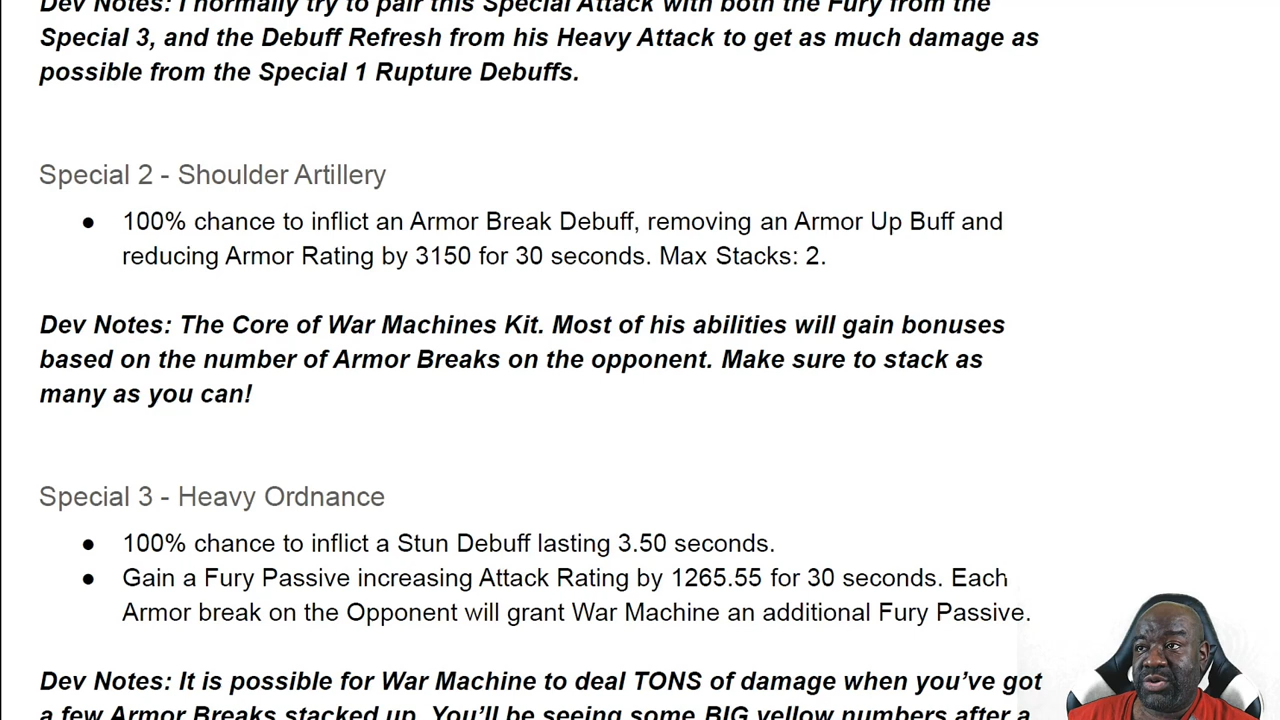 Dev Notes: I normally try to pair this Special Attack with both the Fury from the
Special 3, and the Debuff Refresh from his Heavy Attack to get as much damage as
possible from the Special 1 Rupture Debuffs.
Special 2 - Shoulder Artillery
● 100% chance to inflict an Armor Break Debuff, removing an Armor Up Buff and
reducing Armor Rating by 3150 for 30 seconds. Max Stacks: 2.
Dev Notes: The Core of War Machines Kit. Most of his abilities will gain bonuses
based on the number of Armor Breaks on the opponent. Make sure to stack as
many as you can!
Special 3 - Heavy Ordnance
● 100% chance to inflict a Stun Debuff lasting 3.50 seconds.
● Gain a Fury Passive increasing Attack Rating by 1265.55 for 30 seconds. Each
Armor break on the Opponent will grant War Machine an additional Fury Passive.
Dev Notes: It is possible for War Machine to deal TONS of damage when you’ve got
a few Armor Breaks stacked up. You’ll be seeing some BIG yellow numbers after a